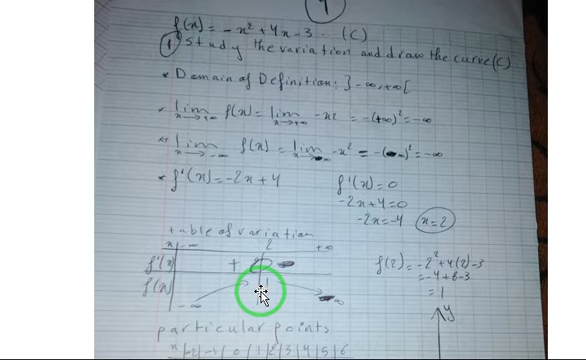 f(x) = -x² + 4x - 3 ... (C)
1 Study the variation and draw the curve (C)
* Domain of Definition: ]-∞, +∞[
* lim x→+∞ f(x) = lim x→+∞ -x² = -(+∞)² = -∞
** lim x→-∞ f(x) = lim x→-∞ -x² = -(-∞)² = -∞
* f'(x) = -2x + 4
f'(x) = 0
-2x + 4 = 0
-2x = -4 x = 2
table of variation
x -∞ 2 +∞
f'(x) + 0 -
f(x) -∞ 1 -∞
f(2) = -2² + 4(2) - 3
= -4 + 8 - 3
= 1
y
particular points
x | -2 | -1 | 0 | 1 | 2 | 3 | 4 | 5 | 6